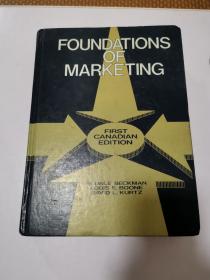 FOUNDATIONS
OF
MARKETING
FIRST
CANADIAN
EDITION
DALE BECKMAN
LOUIS E. BOONE
DAVID L. KURTZ